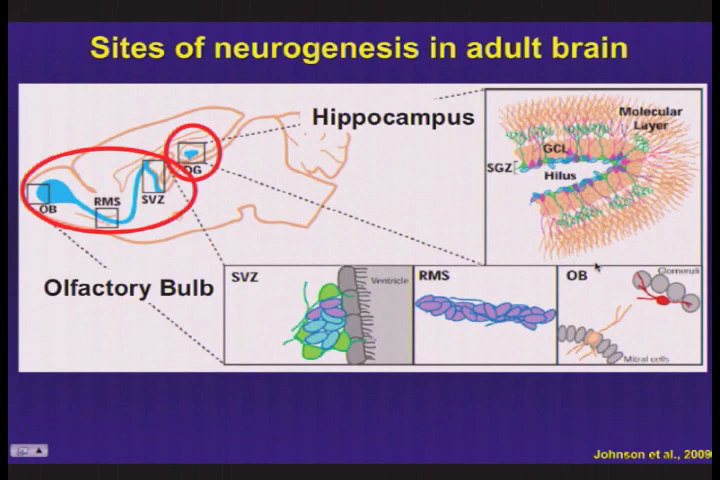 Sites of neurogenesis in adult brain
Hippocampus
Molecular
Layer
GCL
SGZ
Hilus
DG
OB
RMS
SVZ
Olfactory Bulb
SVZ
Ventricle
RMS
OB
Glomeruli
Mitral cells
Johnson et al., 2009